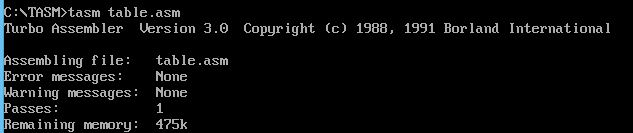 C:\TASM>tasm table.asm
Turbo Assembler  Version 3.0  Copyright (c) 1988, 1991 Borland International
Assembling file:   table.asm
Error messages:    None
Warning messages:  None
Passes:            1
Remaining memory:  475k